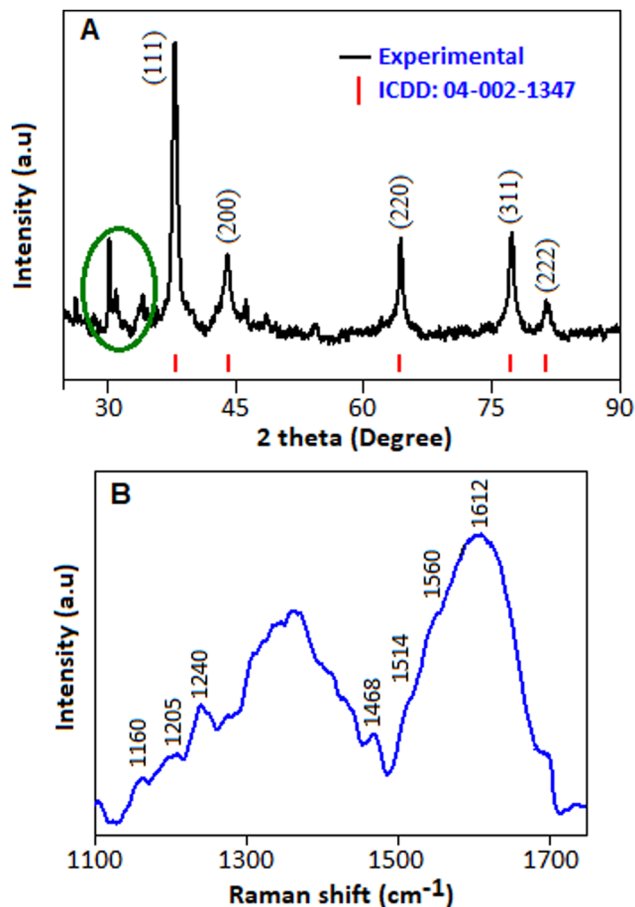 A
Experimental
ICDD: 04-002-1347
(111)
(200)
(220)
(311)
(222)
Intensity (a.u)
30 45 60 75 90
2 theta (Degree)
B
1160
1205
1240
1468
1514
1560
1612
Intensity (a.u)
1100 1300 1500 1700
Raman shift (cm-1)